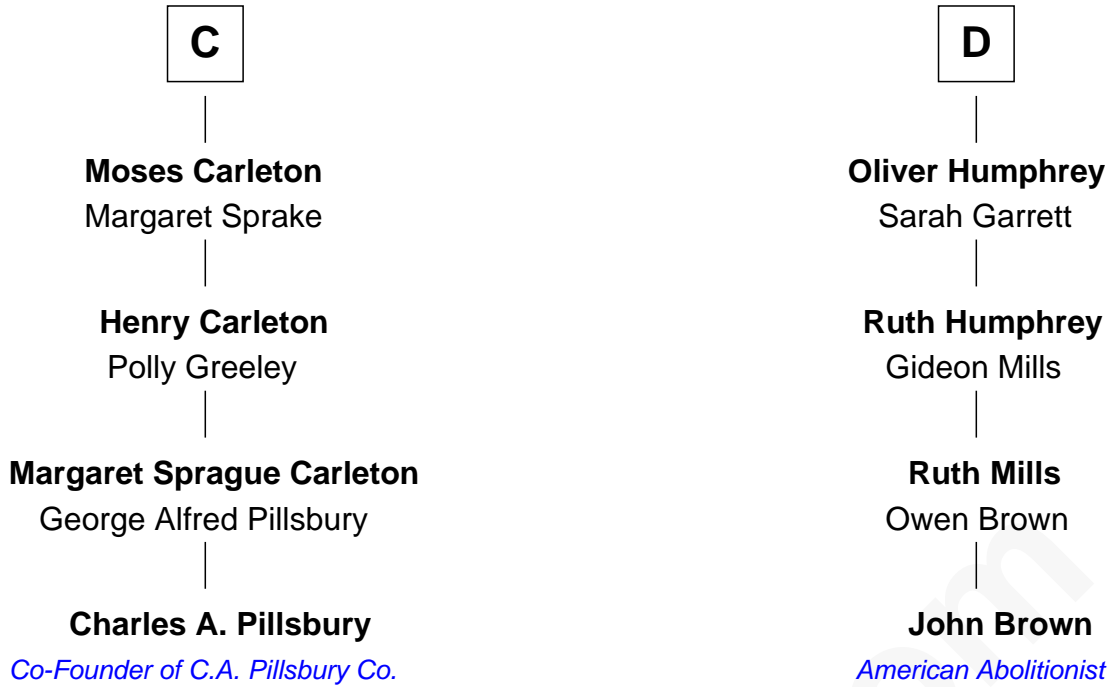 C
D
Moses Carleton
Oliver Humphrey
Margaret Sprake
Sarah Garrett
Henry Carleton
Ruth Humphrey
Polly Greeley
Gideon Mills
Margaret Sprague Carleton
Ruth Mills
George Alfred Pillsbury
Owen Brown
Charles A. Pillsbury
John Brown
Co-Founder of C.A. Pillsbury Co.
American Abolitionist